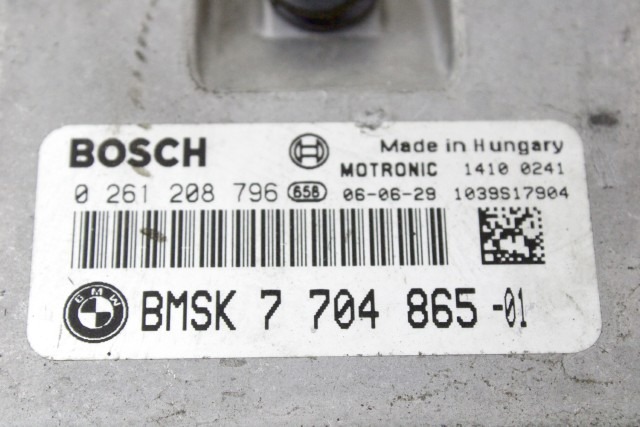 BOSCH Made in Hungary
MOTRONIC 1410 0241
0 261 208 796 658 06-06-29 1039S17904
BMW BMSK 7 704 865-01